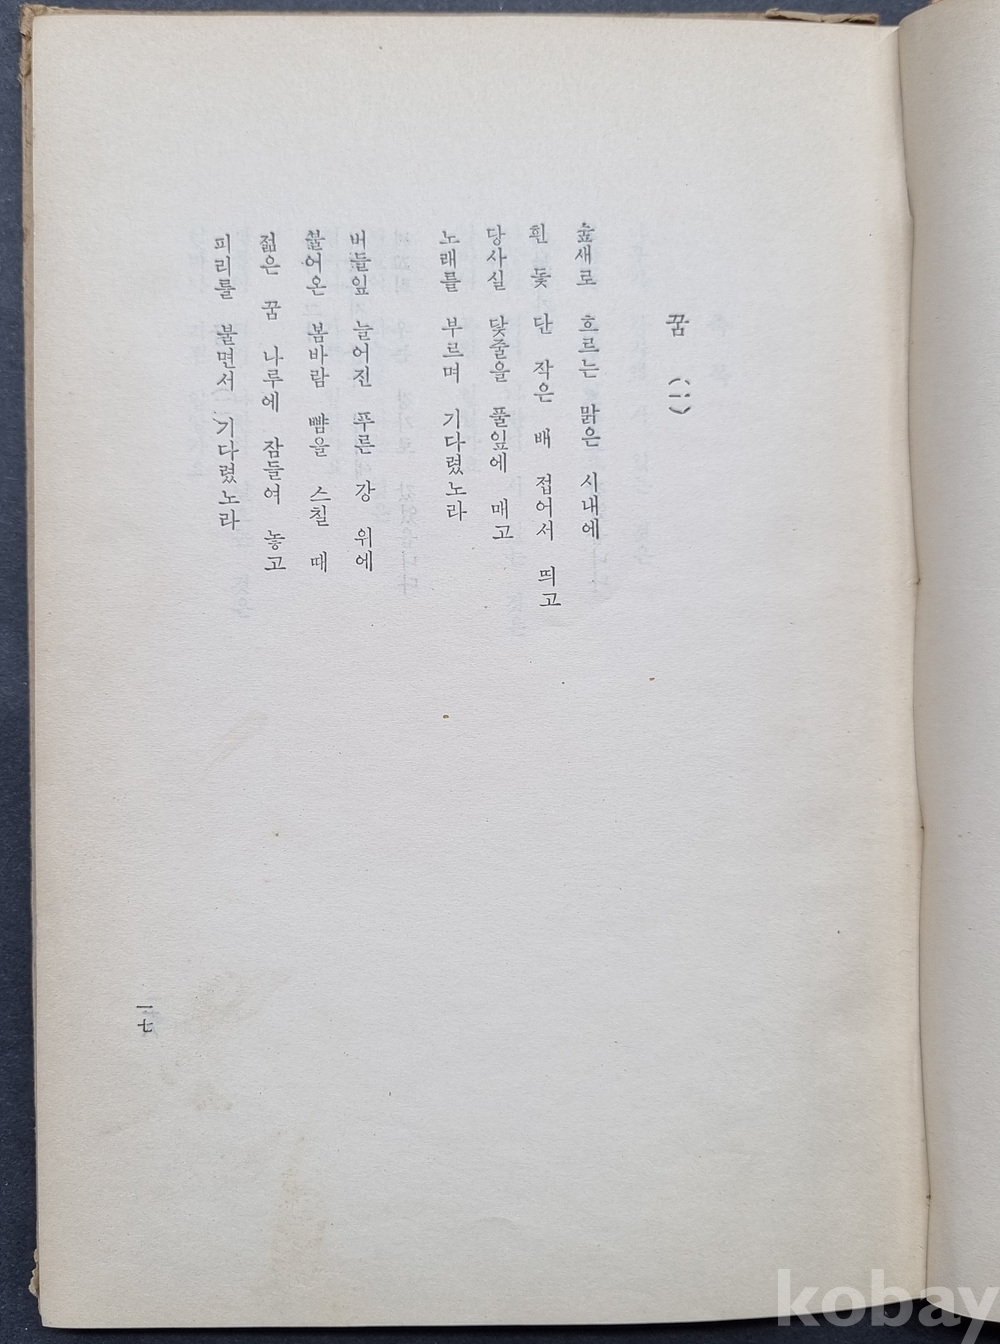 꿈 (一)
숲새로 흐르는 맑은 시내에
흰 돛 단 작은 배 접어서 띄고
당사실 닻줄을 풀잎에 매고
노래를 부르며 기다렸노라
버들잎 늘어진 푸른 강 위에
불어온 봄바람 뺨을 스칠 때
젊은 꿈 나루에 잠들여 놓고
피리를 불면서 기다렸노라
一七
kobay